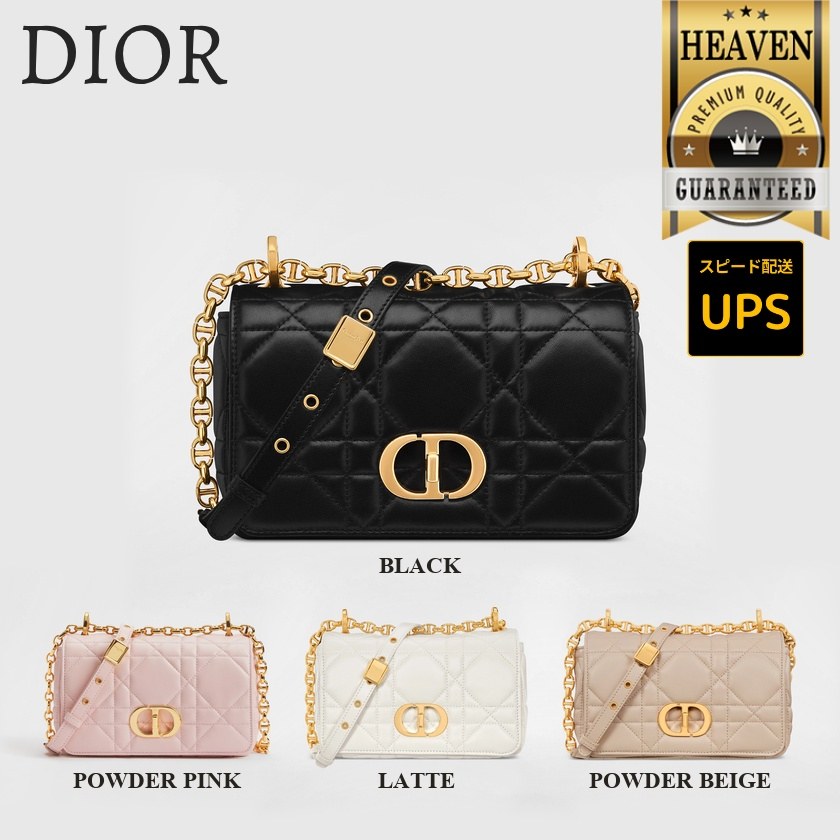 DIOR
HEAVEN
PREMIUM QUALITY
GUARANTEED
スピード配送
UPS
BLACK
POWDER PINK
LATTE
POWDER BEIGE